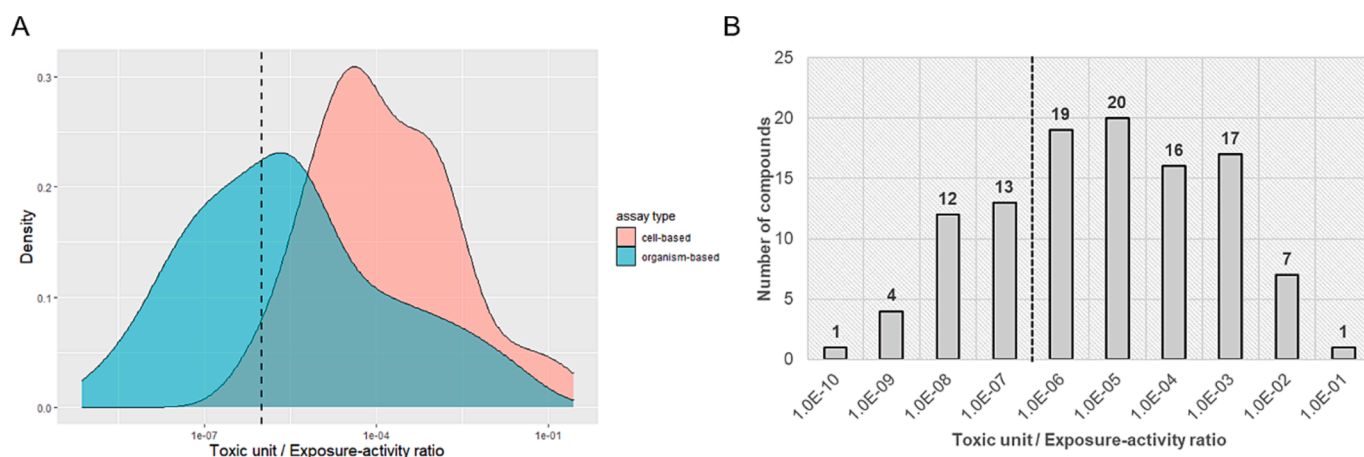 A
0.3
0.2
0.1
0.0
Density
1e-07
1e-04
1e-01
Toxic unit / Exposure-activity ratio
assay type
cell-based
organism-based
B
25
20
15
10
5
0
Number of compounds
1
4
12
13
19
20
16
17
7
1
1.0E-10
1.0E-09
1.0E-08
1.0E-07
1.0E-06
1.0E-05
1.0E-04
1.0E-03
1.0E-02
1.0E-01
Toxic unit / Exposure-activity ratio